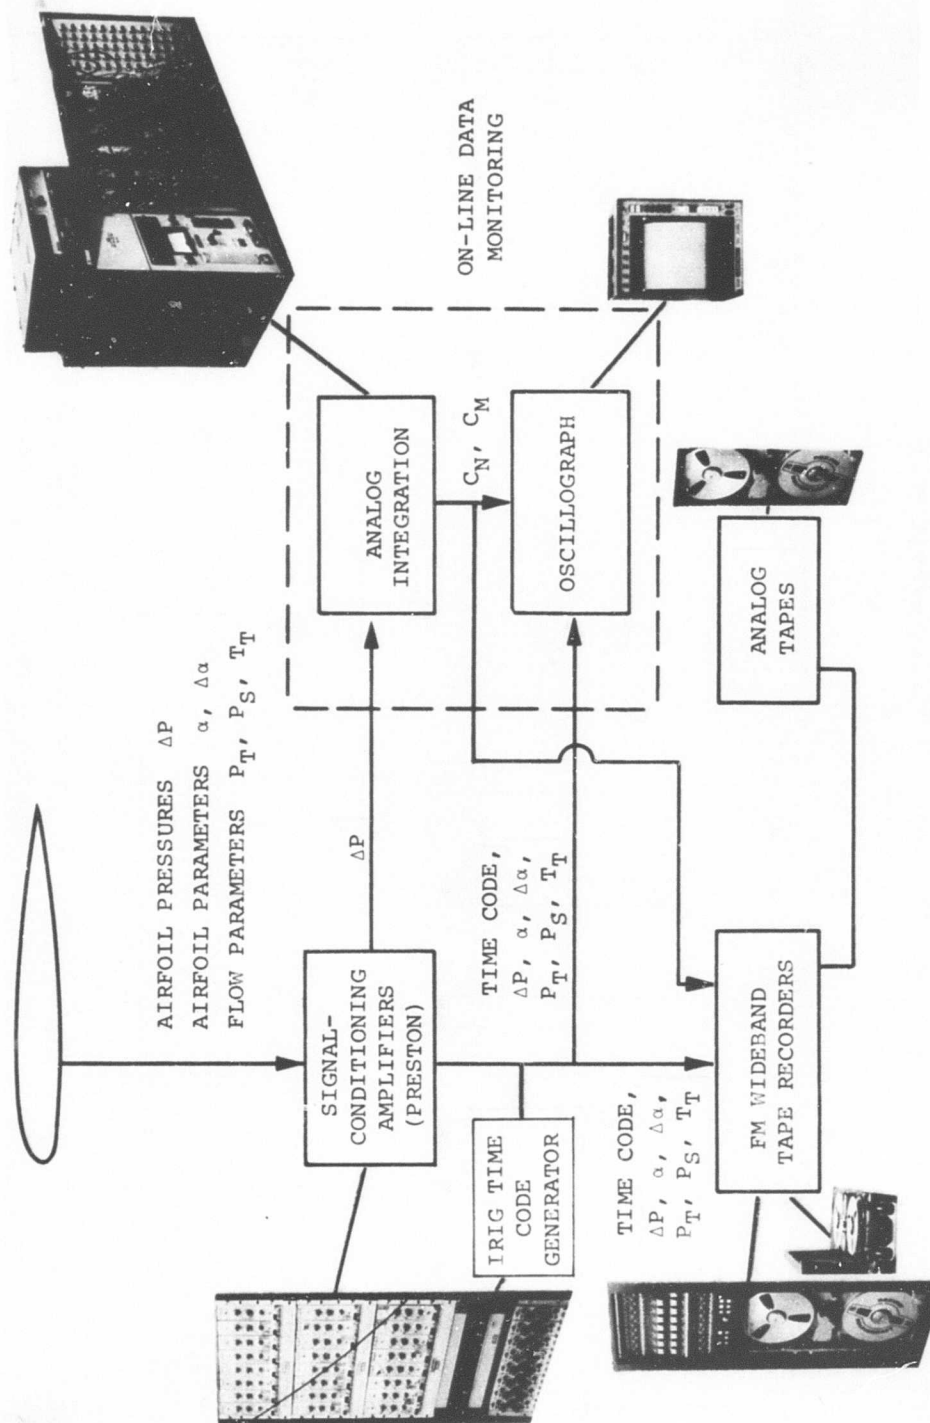 AIRFOIL PRESSURES ΔP
AIRFOIL PARAMETERS α, Δα
FLOW PARAMETERS P_T, P_S, T_T
SIGNAL-
CONDITIONING
AMPLIFIERS
(PRESTON)
ΔP
ANALOG
INTEGRATION
ON-LINE DATA
MONITORING
C_N, C_M
IRIG TIME
CODE
GENERATOR
TIME CODE,
ΔP, α, Δα,
P_T, P_S, T_T
OSCILLOGRAPH
TIME CODE,
ΔP, α, Δα,
P_T, P_S, T_T
FM WIDEBAND
TAPE RECORDERS
ANALOG
TAPES